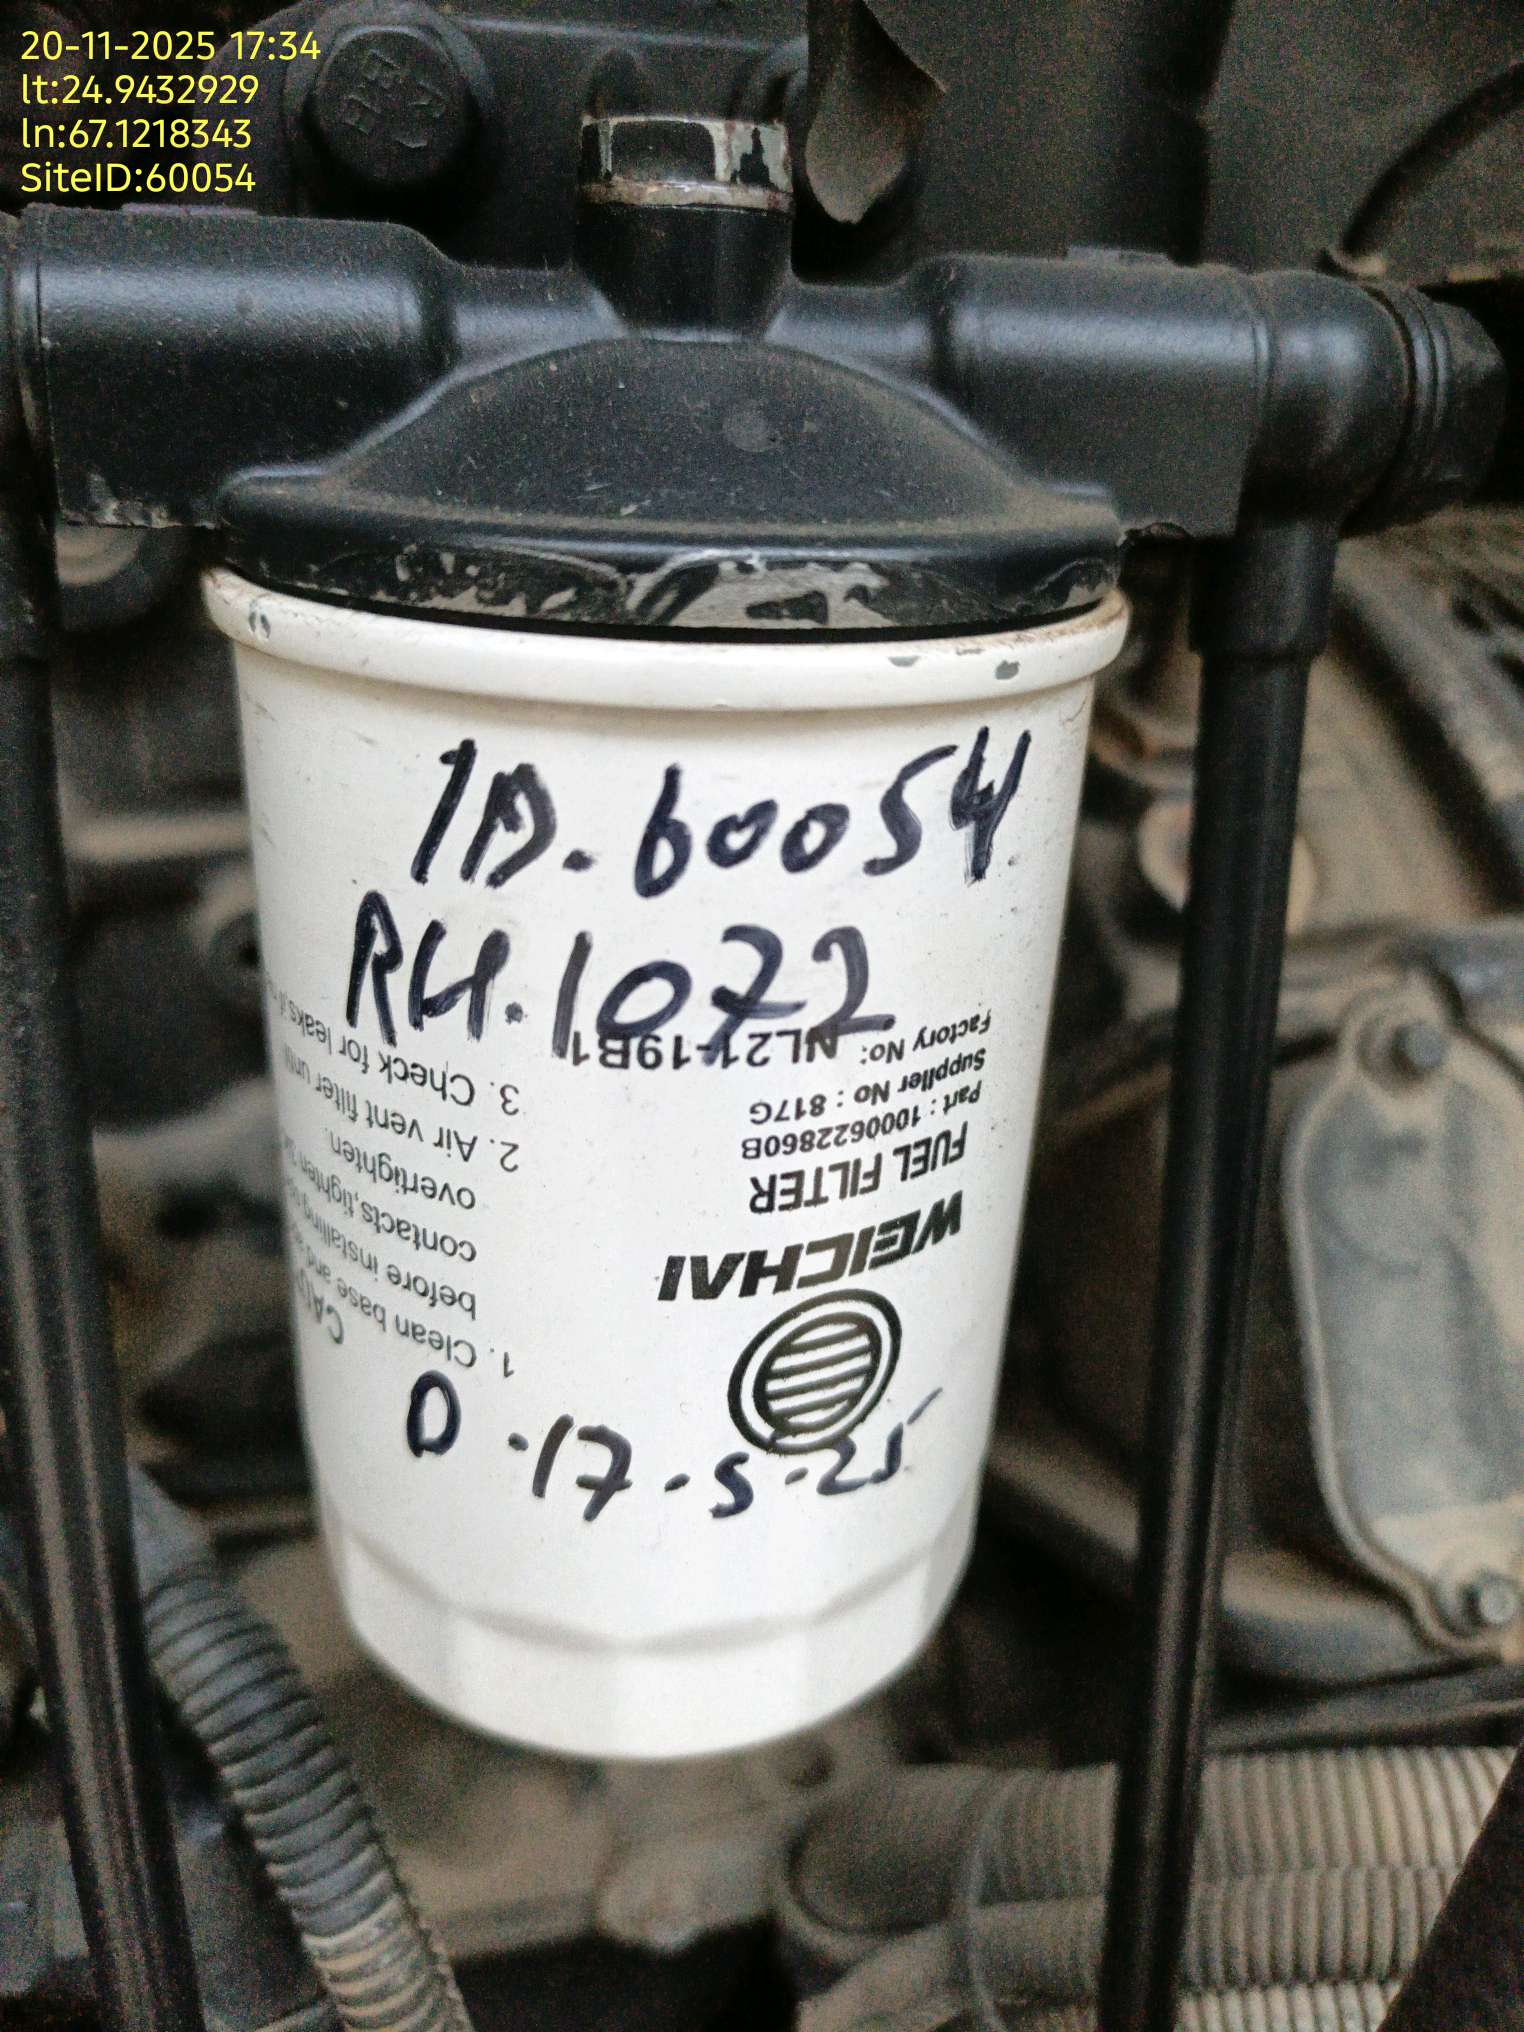 20-11-2025 17:34
lt:24.9432929
ln:67.1218343
SiteID:60054
ID.60054
RH.1072
D-17-5-25
WEICHAI
FUEL FILTER
Part : 1000622860B
Supplier No : 817G
Factory No: NL21-19B1
1. Clean base and
before installing
contacts,tighten
overtighten.
2. Air vent filter until
3. Check for leaks